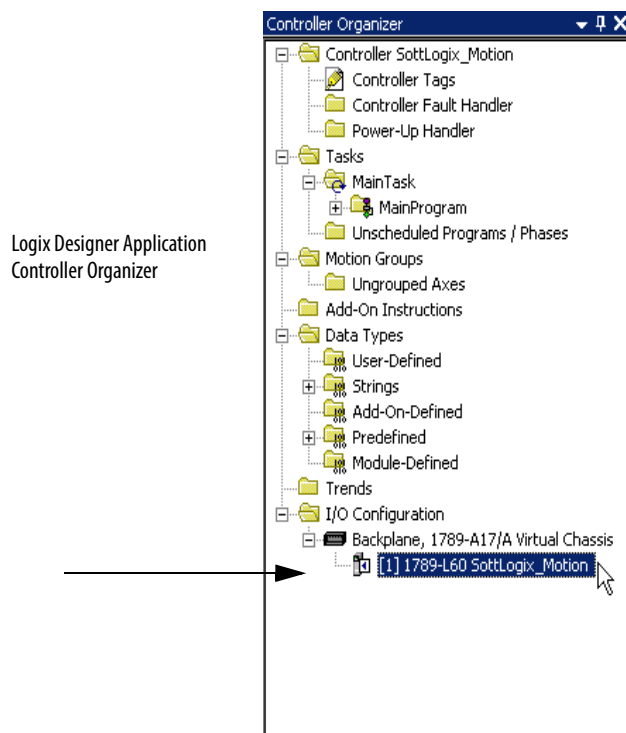 Controller Organizer
Controller SottLogix_Motion
Controller Tags
Controller Fault Handler
Power-Up Handler
Tasks
MainTask
MainProgram
Unscheduled Programs / Phases
Logix Designer Application
Controller Organizer
Motion Groups
Ungrouped Axes
Add-On Instructions
Data Types
User-Defined
Strings
Add-On-Defined
Predefined
Module-Defined
Trends
I/O Configuration
Backplane, 1789-A17/A Virtual Chassis
[1] 1789-L60 SottLogix_Motion